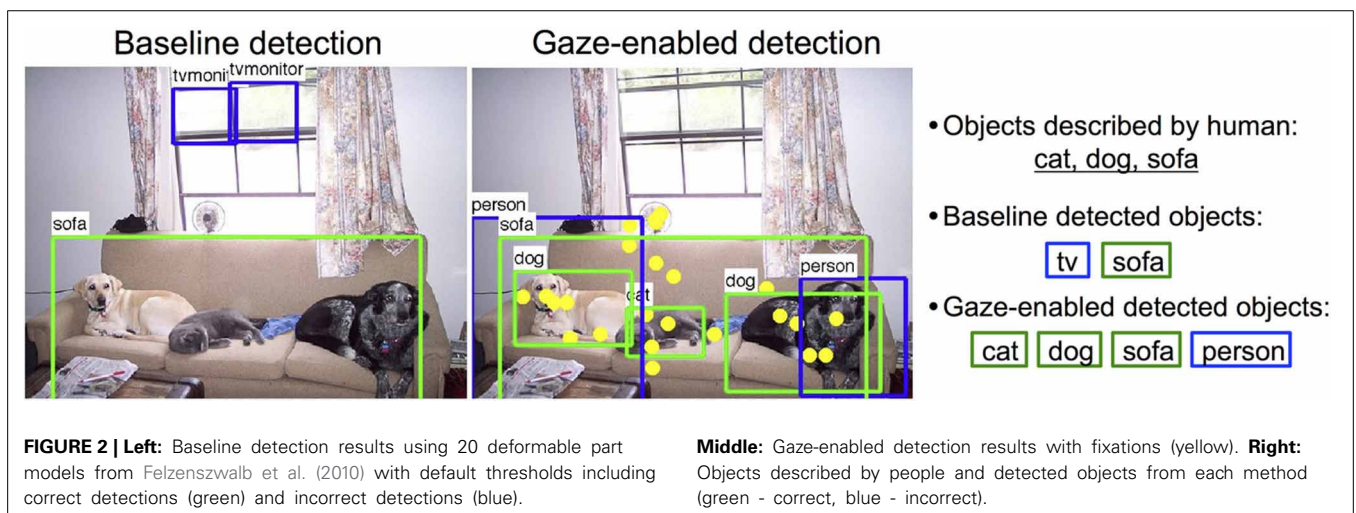 Baseline detection
Gaze-enabled detection
tvmoni
tvmonitor
sofa
person
sofa
dog
cat
dog
person
• Objects described by human:
cat, dog, sofa
• Baseline detected objects:
tv sofa
• Gaze-enabled detected objects:
cat dog sofa person
FIGURE 2 | Left: Baseline detection results using 20 deformable part
models from Felzenszwalb et al. (2010) with default thresholds including
correct detections (green) and incorrect detections (blue).
Middle: Gaze-enabled detection results with fixations (yellow). Right:
Objects described by people and detected objects from each method
(green - correct, blue - incorrect).